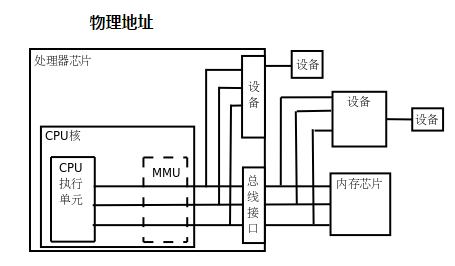 物理地址
处理器芯片
设
备
设备
设备
设备
CPU核
CPU
执行
单元
MMU
总
线
接
口
内存芯片